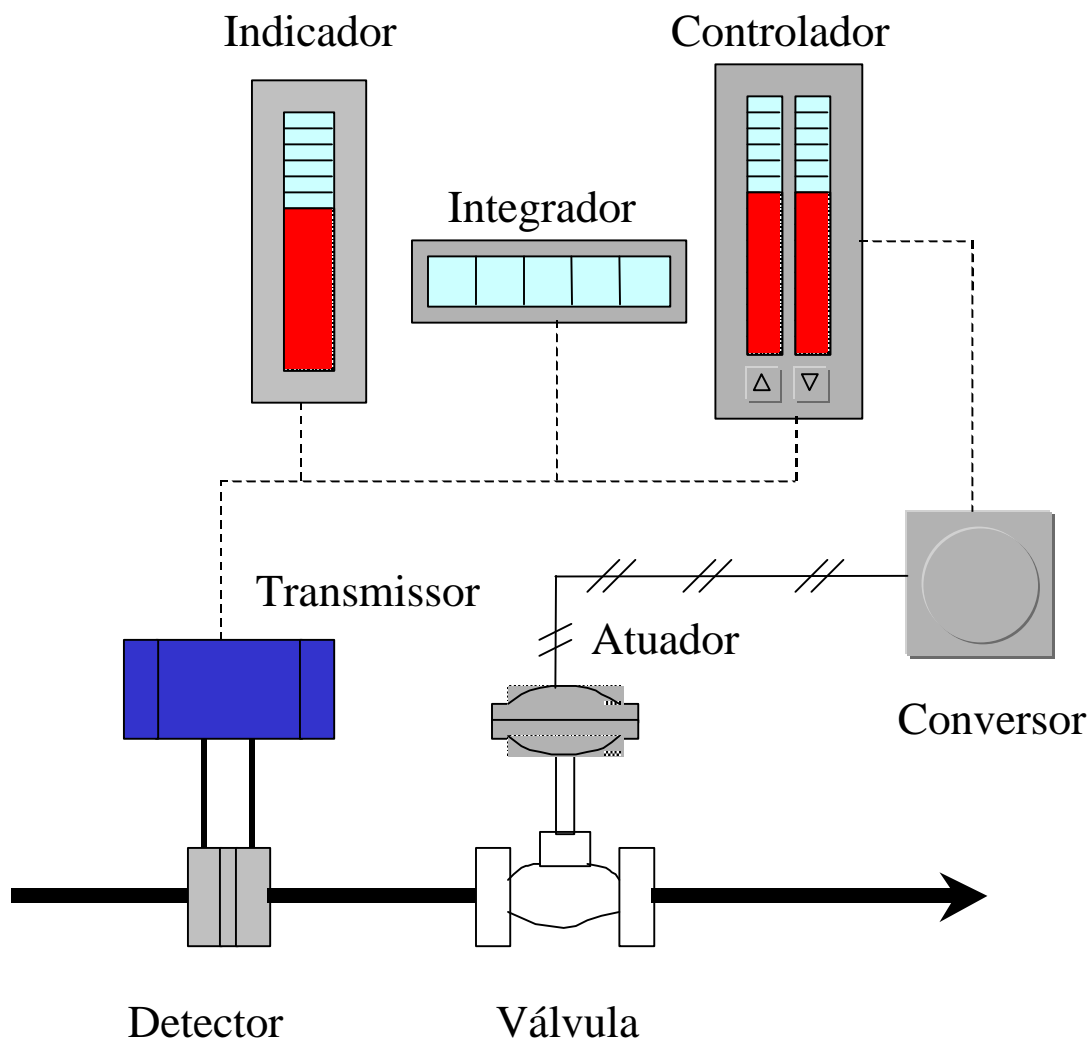 Indicador
Controlador
Integrador
Transmissor
Atuador
Conversor
Detector
Válvula